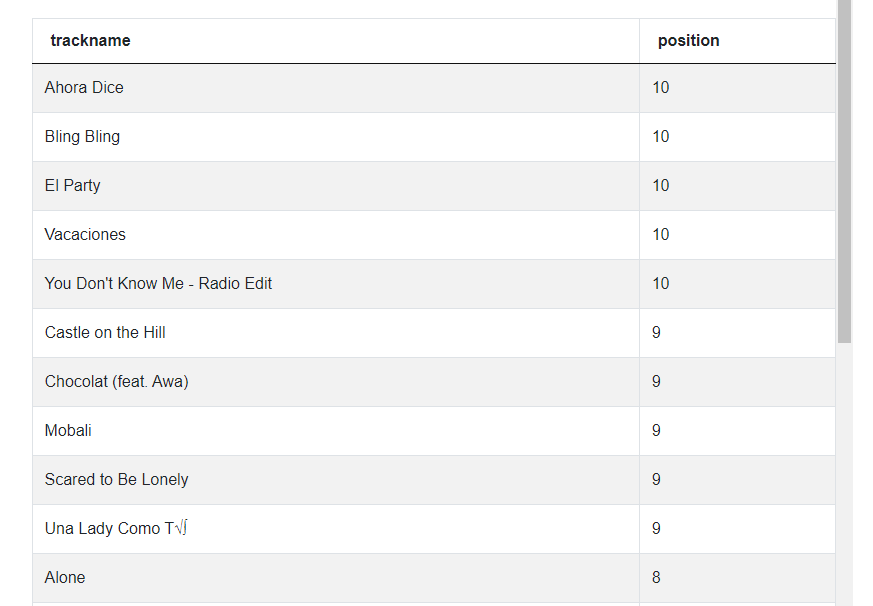 trackname position
Ahora Dice 10
Bling Bling 10
El Party 10
Vacaciones 10
You Don't Know Me - Radio Edit 10
Castle on the Hill 9
Chocolat (feat. Awa) 9
Mobali 9
Scared to Be Lonely 9
Una Lady Como T√∫ 9
Alone 8